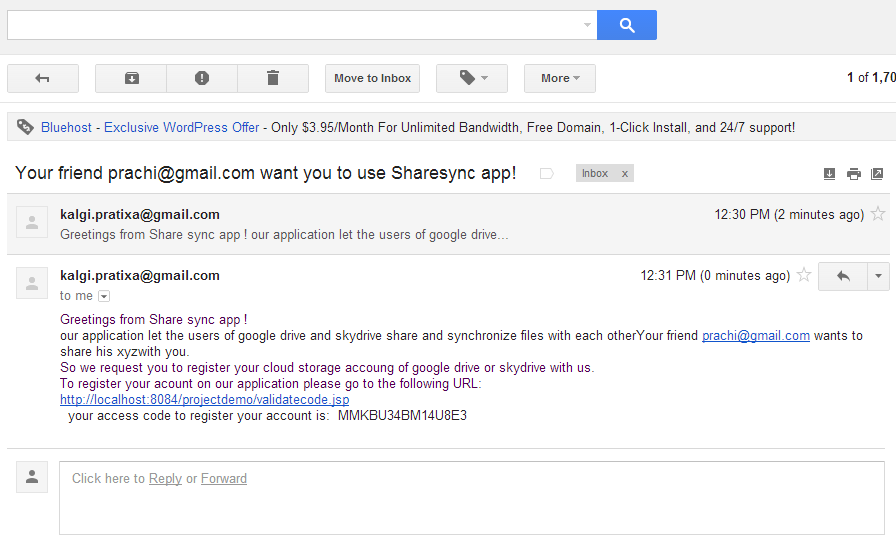 Move to Inbox
More
1 of 1,70
Bluehost - Exclusive WordPress Offer - Only $3.95/Month For Unlimited Bandwidth, Free Domain, 1-Click Install, and 24/7 support!
Your friend prachi@gmail.com want you to use Sharesync app!
Inbox x
kalgi.pratixa@gmail.com 12:30 PM (2 minutes ago)
Greetings from Share sync app ! our application let the users of google drive...
kalgi.pratixa@gmail.com 12:31 PM (0 minutes ago)
to me
Greetings from Share sync app !
our application let the users of google drive and skydrive share and synchronize files with each otherYour friend prachi@gmail.com wants to
share his xyzwith you.
So we request you to register your cloud storage accoung of google drive or skydrive with us.
To register your acount on our application please go to the following URL:
http://localhost:8084/projectdemo/validatecode.jsp
your access code to register your account is: MMKBU34BM14U8E3
Click here to Reply or Forward